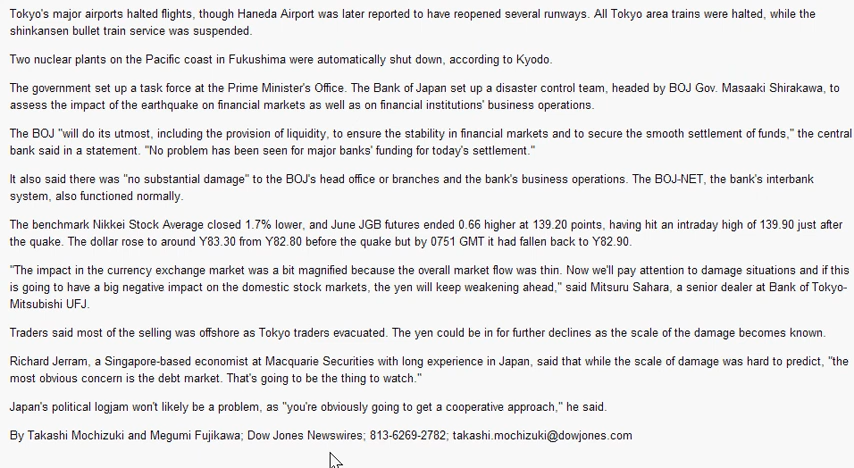 Tokyo's major airports halted flights, though Haneda Airport was later reported to have reopened several runways. All Tokyo area trains were halted, while the
shinkansen bullet train service was suspended.
Two nuclear plants on the Pacific coast in Fukushima were automatically shut down, according to Kyodo.
The government set up a task force at the Prime Minister's Office. The Bank of Japan set up a disaster control team, headed by BOJ Gov. Masaaki Shirakawa, to
assess the impact of the earthquake on financial markets as well as on financial institutions' business operations.
The BOJ "will do its utmost, including the provision of liquidity, to ensure the stability in financial markets and to secure the smooth settlement of funds," the central
bank said in a statement. "No problem has been seen for major banks' funding for today's settlement."
It also said there was "no substantial damage" to the BOJ's head office or branches and the bank's business operations. The BOJ-NET, the bank's interbank
system, also functioned normally.
The benchmark Nikkei Stock Average closed 1.7% lower, and June JGB futures ended 0.66 higher at 139.20 points, having hit an intraday high of 139.90 just after
the quake. The dollar rose to around Y83.30 from Y82.80 before the quake but by 0751 GMT it had fallen back to Y82.90.
"The impact in the currency exchange market was a bit magnified because the overall market flow was thin. Now we'll pay attention to damage situations and if this
is going to have a big negative impact on the domestic stock markets, the yen will keep weakening ahead," said Mitsuru Sahara, a senior dealer at Bank of Tokyo-
Mitsubishi UFJ.
Traders said most of the selling was offshore as Tokyo traders evacuated. The yen could be in for further declines as the scale of the damage becomes known.
Richard Jerram, a Singapore-based economist at Macquarie Securities with long experience in Japan, said that while the scale of damage was hard to predict, "the
most obvious concern is the debt market. That's going to be the thing to watch."
Japan's political logjam won't likely be a problem, as "you're obviously going to get a cooperative approach," he said.
By Takashi Mochizuki and Megumi Fujikawa; Dow Jones Newswires; 813-6269-2782; takashi.mochizuki@dowjones.com